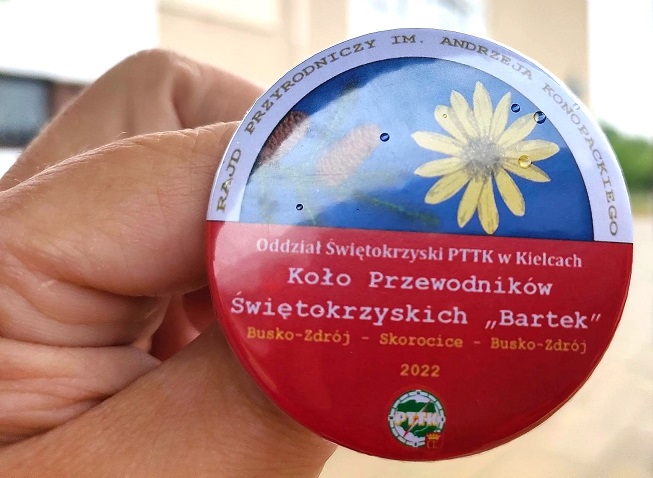 RAJD PRZYRODNICZY IM. ANDRZEJA KONOPACKIEGO
Oddział Świętokrzyski PTTK w Kielcach
Koło Przewodników
Świętokrzyskich „Bartek”
Busko-Zdrój - Skorocice - Busko-Zdrój
2022
PTTK